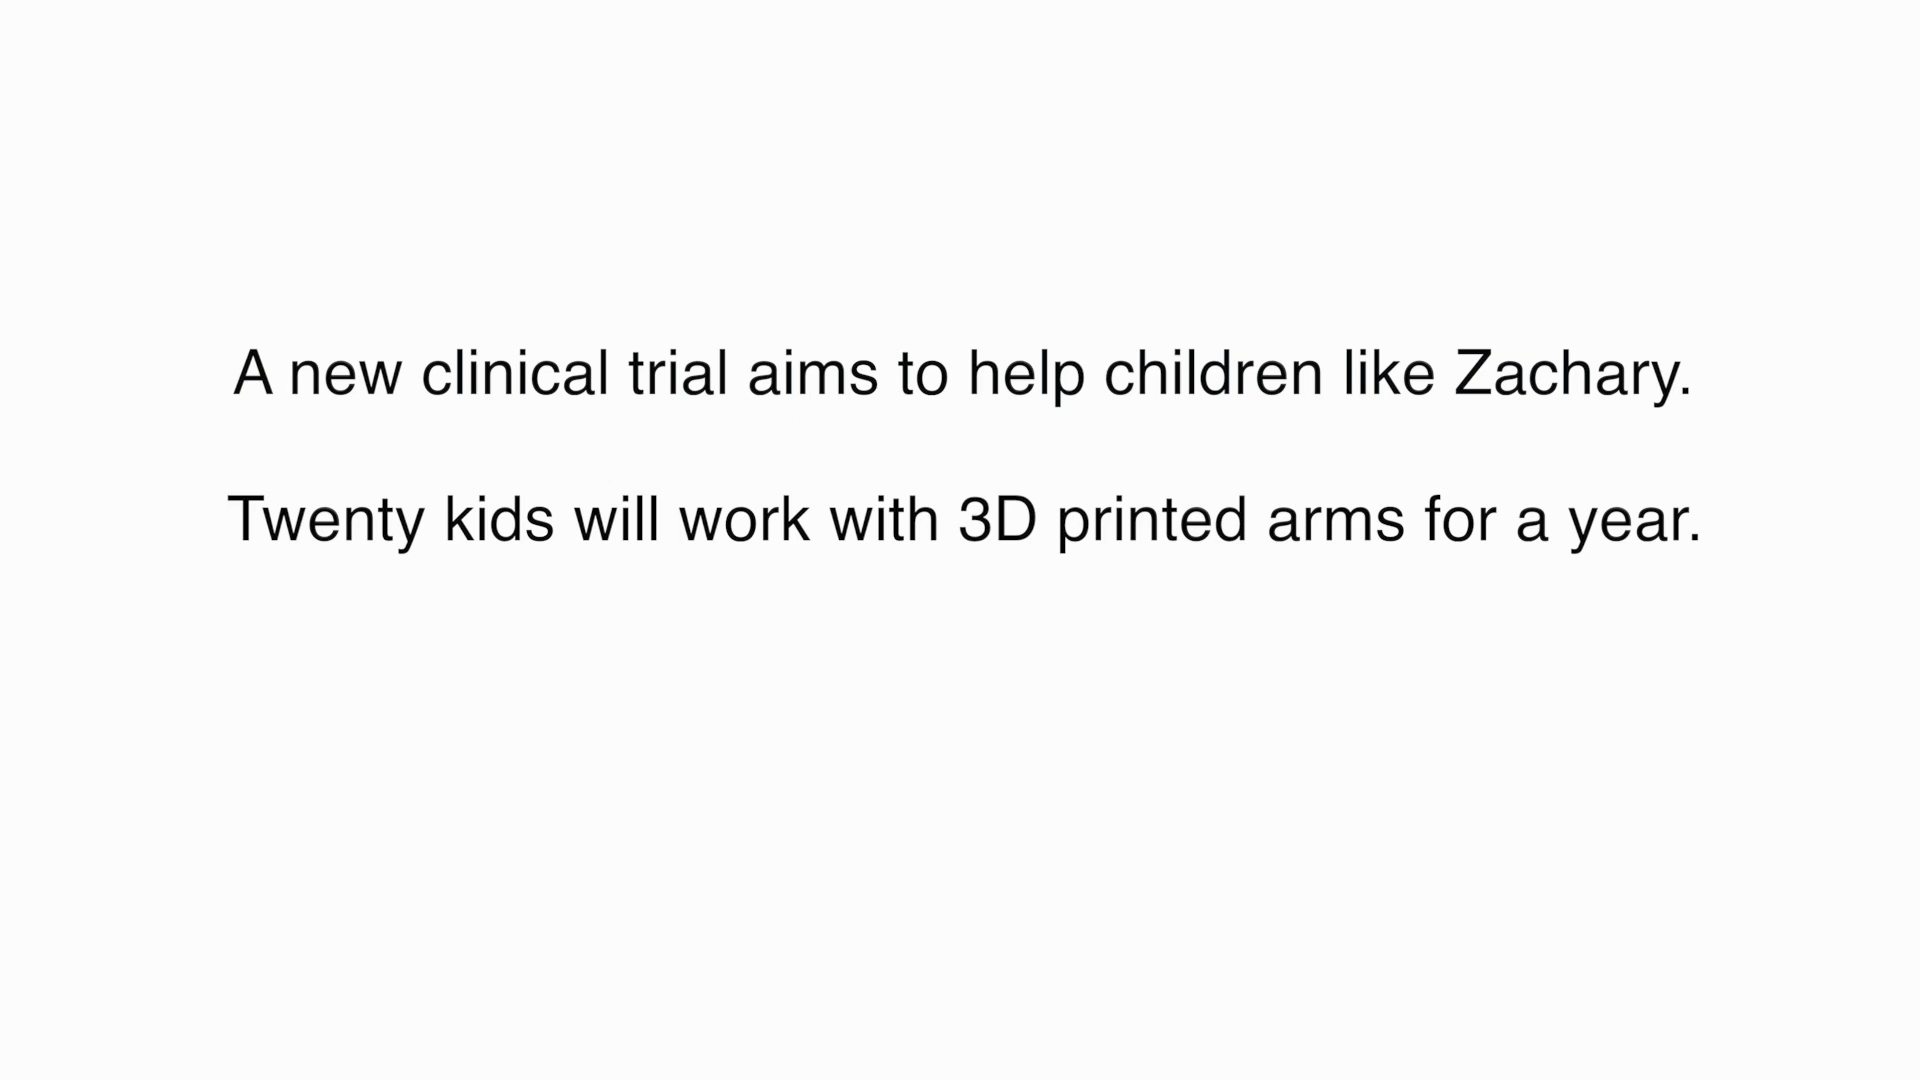 A new clinical trial aims to help children like Zachary.
Twenty kids will work with 3D printed arms for a year.